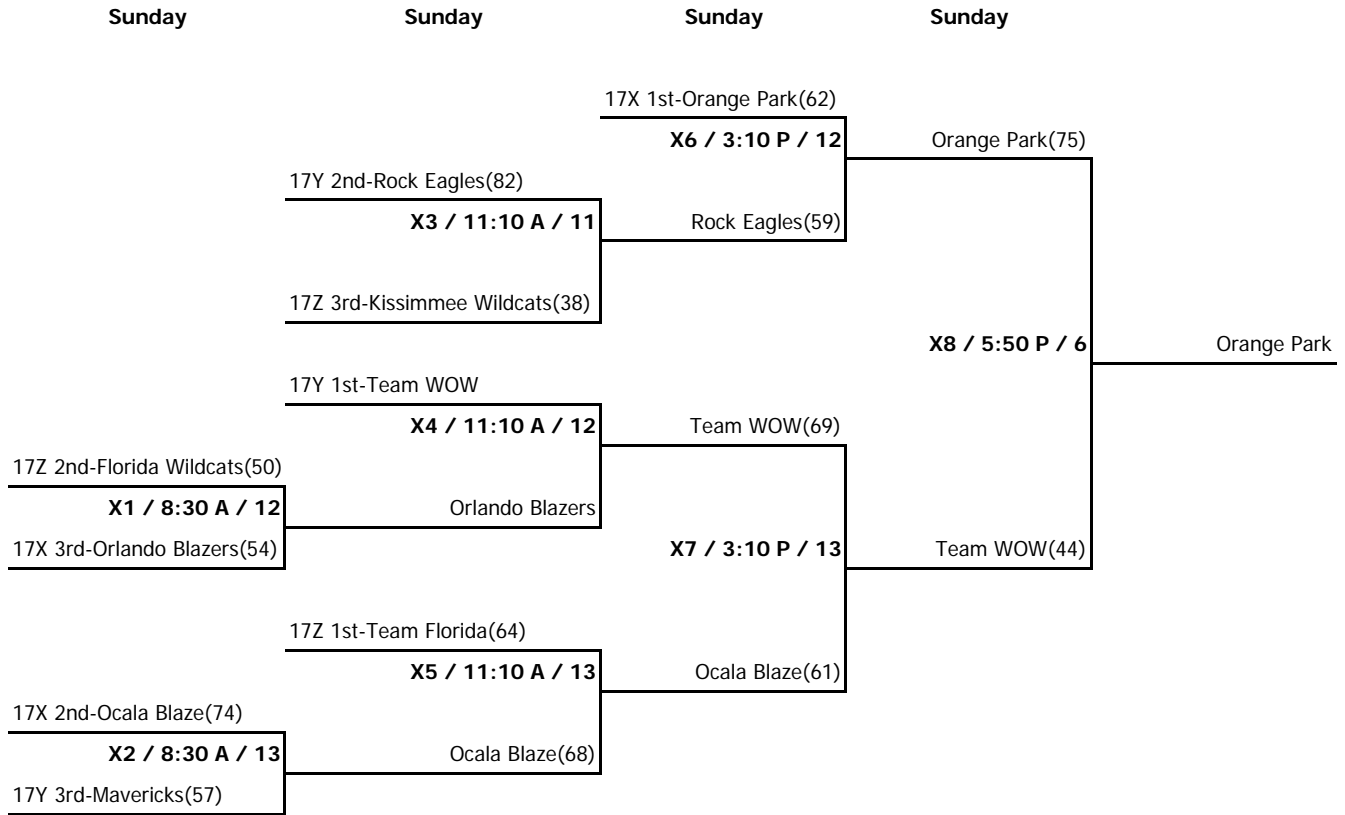 Sunday Sunday Sunday Sunday
17X 1st-Orange Park(62)
X6 / 3:10 P / 12 Orange Park(75)
17Y 2nd-Rock Eagles(82)
X3 / 11:10 A / 11 Rock Eagles(59)
17Z 3rd-Kissimmee Wildcats(38)
X8 / 5:50 P / 6 Orange Park
17Y 1st-Team WOW
X4 / 11:10 A / 12 Team WOW(69)
17Z 2nd-Florida Wildcats(50)
X1 / 8:30 A / 12 Orlando Blazers
17X 3rd-Orlando Blazers(54) X7 / 3:10 P / 13 Team WOW(44)
17Z 1st-Team Florida(64)
X5 / 11:10 A / 13 Ocala Blaze(61)
17X 2nd-Ocala Blaze(74)
X2 / 8:30 A / 13 Ocala Blaze(68)
17Y 3rd-Mavericks(57)